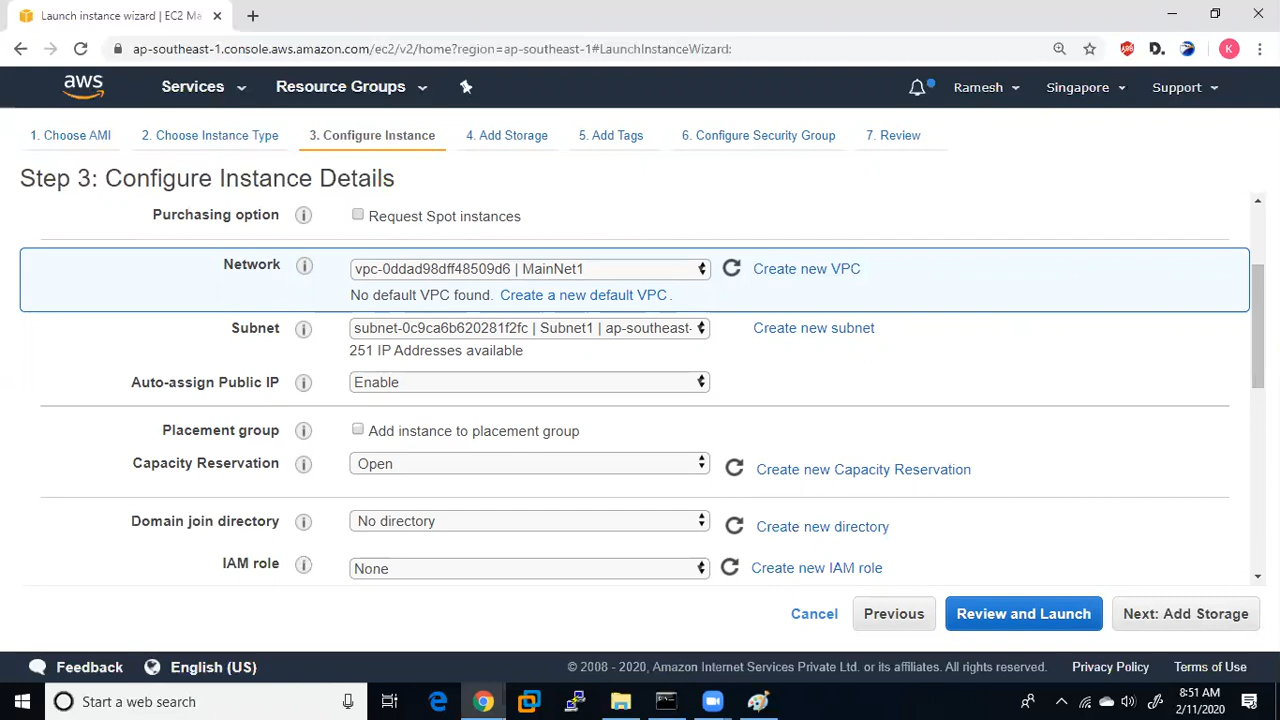 Launch instance wizard | EC2 Ma
ap-southeast-1.console.aws.amazon.com/ec2/v2/home?region=ap-southeast-1#LaunchInstanceWizard:
K
aws Services Resource Groups Ramesh Singapore Support
1. Choose AMI 2. Choose Instance Type 3. Configure Instance 4. Add Storage 5. Add Tags 6. Configure Security Group 7. Review
Step 3: Configure Instance Details
Purchasing option Request Spot instances
Network vpc-0ddad98dff48509d6 | MainNet1 Create new VPC
No default VPC found. Create a new default VPC.
Subnet subnet-0c9ca6b620281f2fc | Subnet1 | ap-southeast- Create new subnet
251 IP Addresses available
Auto-assign Public IP Enable
Placement group Add instance to placement group
Capacity Reservation Open Create new Capacity Reservation
Domain join directory No directory Create new directory
IAM role None Create new IAM role
Cancel Previous Review and Launch Next: Add Storage
Feedback English (US) © 2008 - 2020, Amazon Internet Services Private Ltd. or its affiliates. All rights reserved. Privacy Policy Terms of Use
Start a web search
8:51 AM
2/11/2020